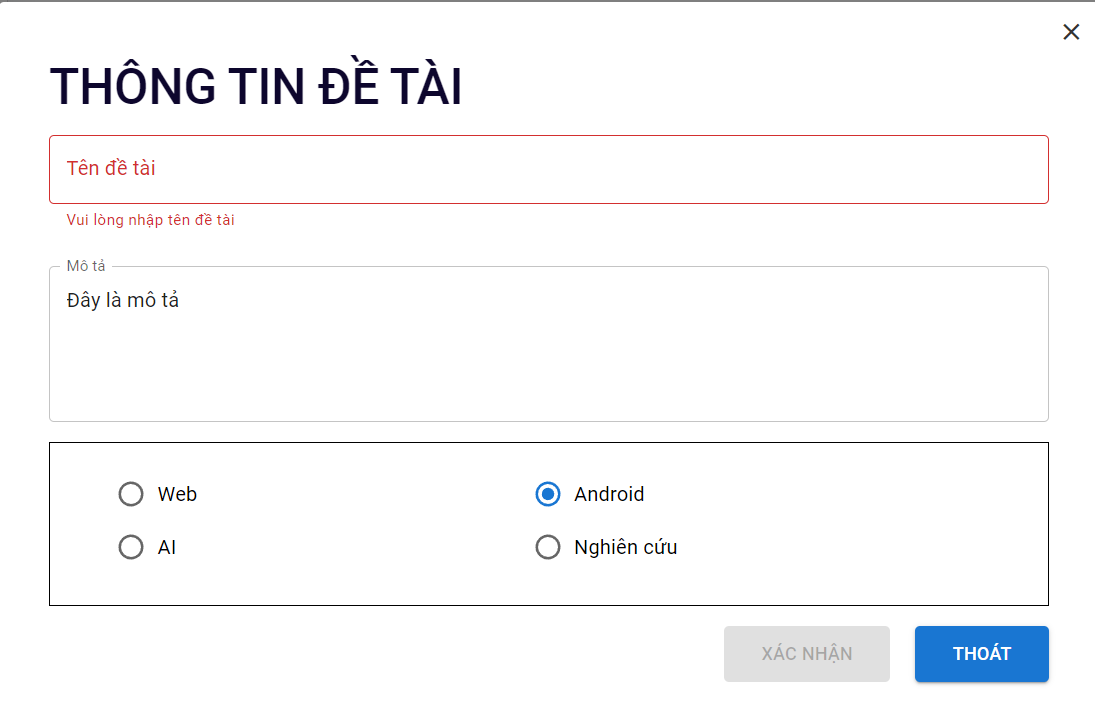 THÔNG TIN ĐỀ TÀI
Tên đề tài
Vui lòng nhập tên đề tài
Mô tả
Đây là mô tả
Web
Android
AI
Nghiên cứu
XÁC NHẬN
THOÁT